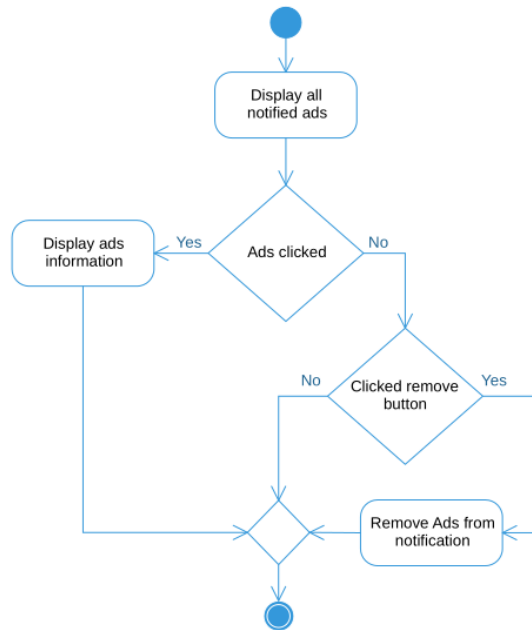 Display all
notified ads
Yes
Ads clicked
No
Display ads
information
No
Clicked remove
button
Yes
Remove Ads from
notification